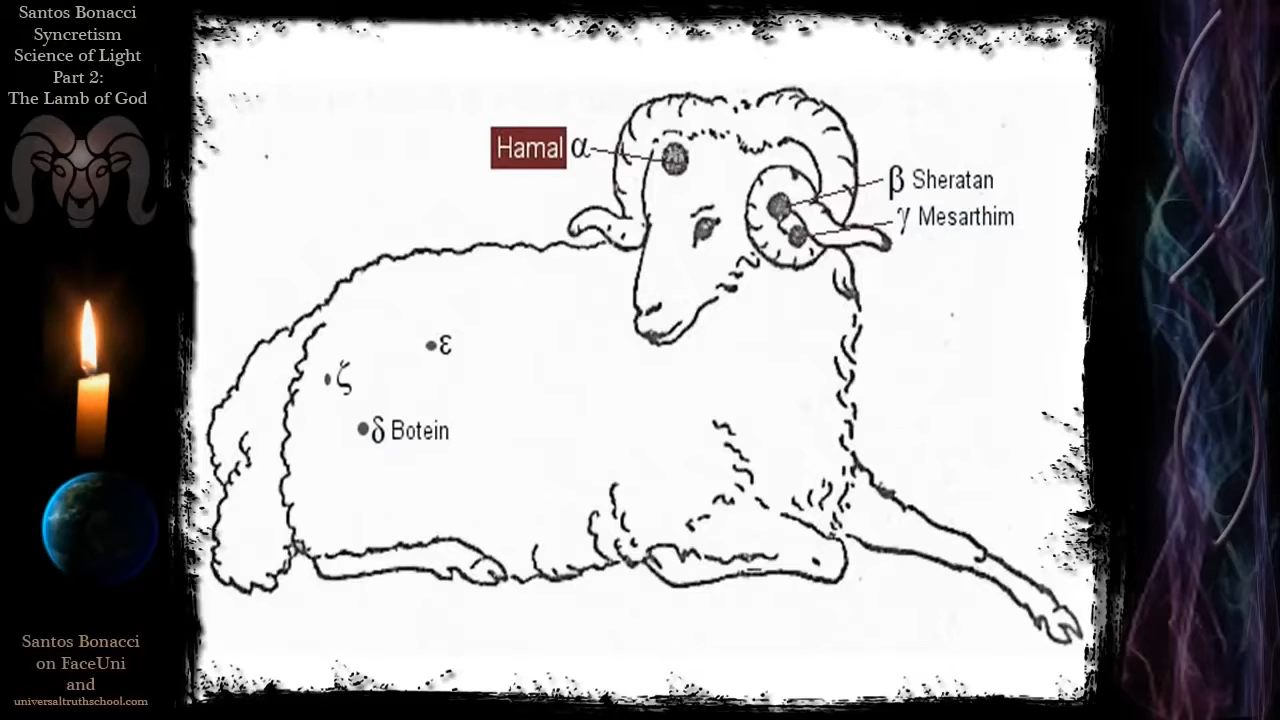 Santos Bonacci
Syncretism
Science of Light
Part 2:
The Lamb of God
Hamal α
β Sheratan
γ Mesarthim
ε
ζ
δ Botein
Santos Bonacci
on FaceUni
and
universaltruthschool.com